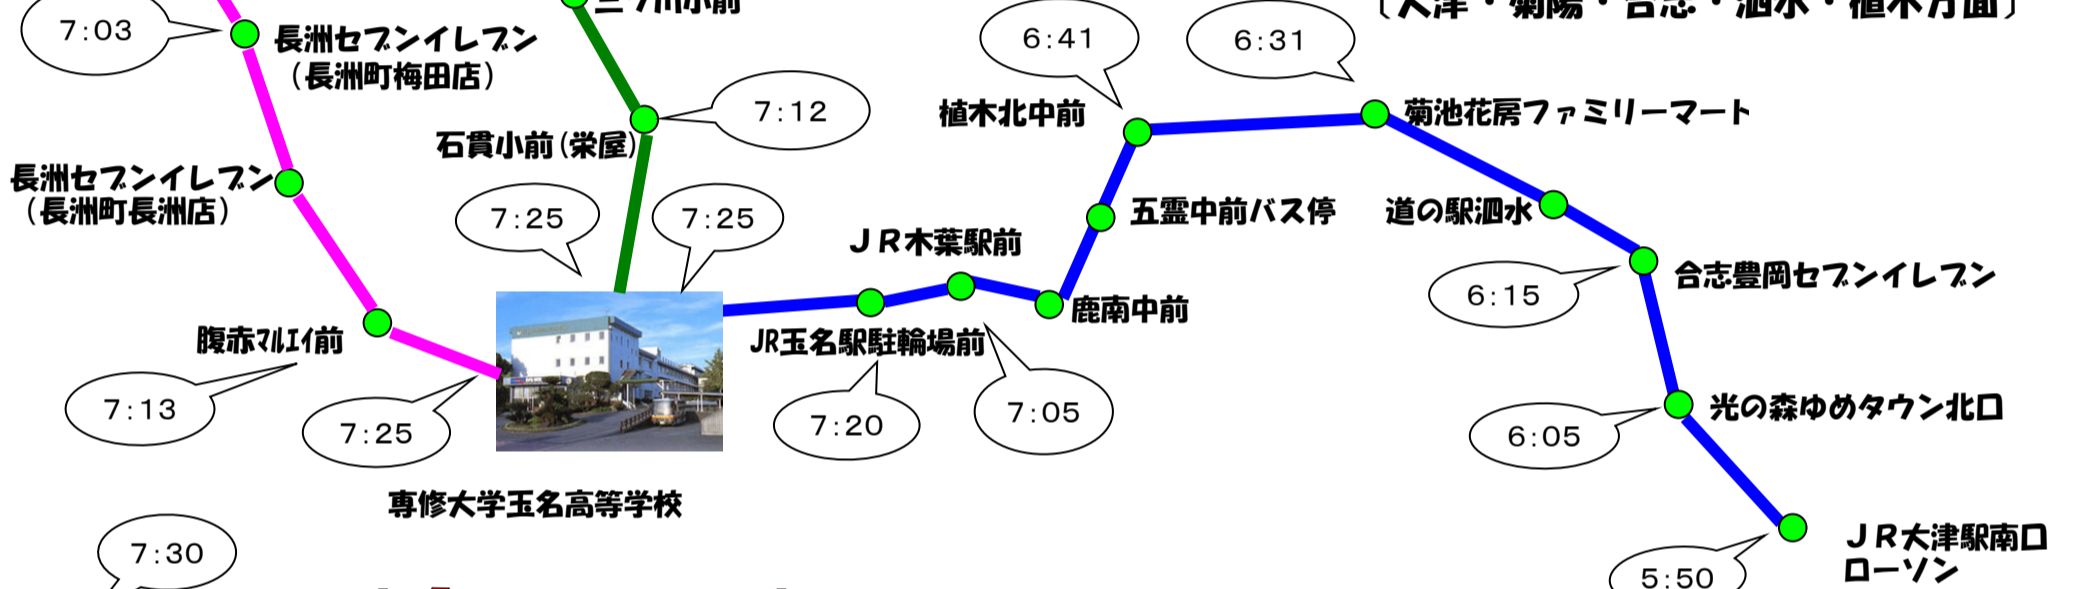 三ツ川小前
〔大津・菊陽・合志・泗水・植木方面〕
7:03
長洲セブンイレブン
（長洲町梅田店）
6:41
6:31
7:12
植木北中前
菊池花房ファミリーマート
石貫小前(栄屋)
長洲セブンイレブン
（長洲町長洲店）
7:25
7:25
五霊中前バス停
道の駅泗水
ＪＲ木葉駅前
合志豊岡セブンイレブン
6:15
鹿南中前
腹赤ﾏﾙｴｲ前
JR玉名駅駐輪場前
7:13
7:25
7:20
7:05
光の森ゆめタウン北口
6:05
専修大学玉名高等学校
7:30
ＪＲ大津駅南口
ローソン
5:50